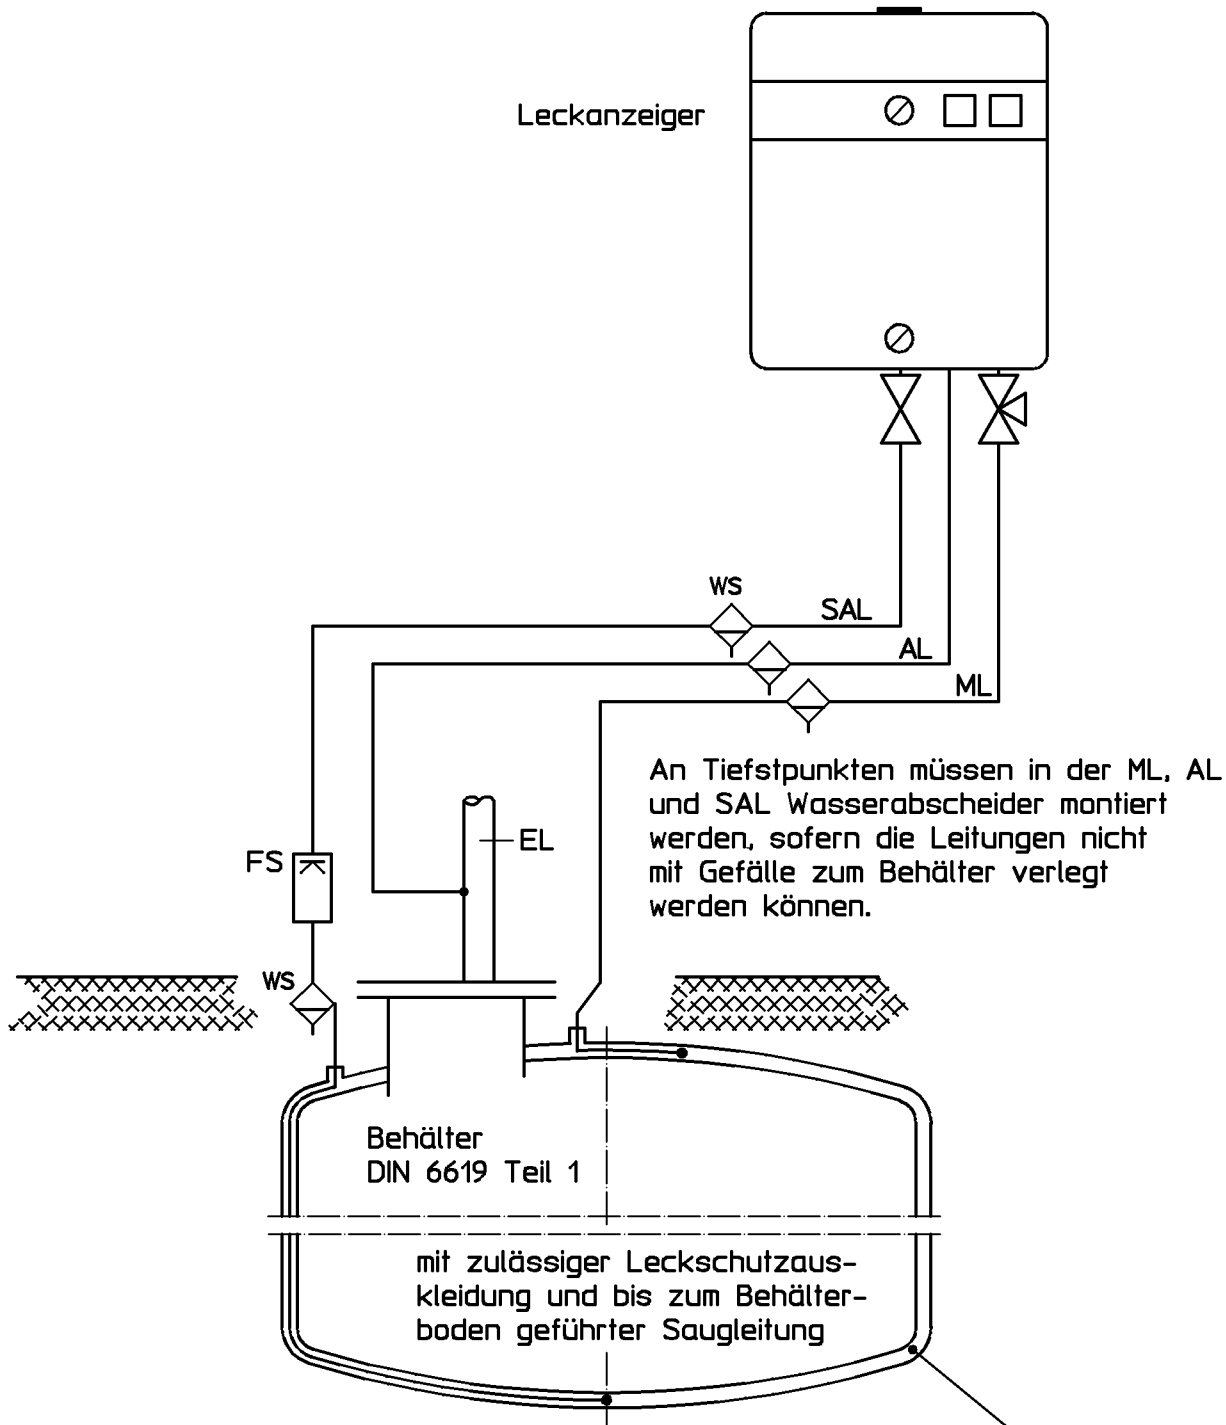 Leckanzeiger
WS
SAL
AL
ML
An Tiefstpunkten müssen in der ML, AL
und SAL Wasserabscheider montiert
werden, sofern die Leitungen nicht
mit Gefälle zum Behälter verlegt
werden können.
EL
FS
WS
Behälter
DIN 6619 Teil 1
mit zulässiger Leckschutzaus-
kleidung und bis zum Behälter-
boden geführter Saugleitung